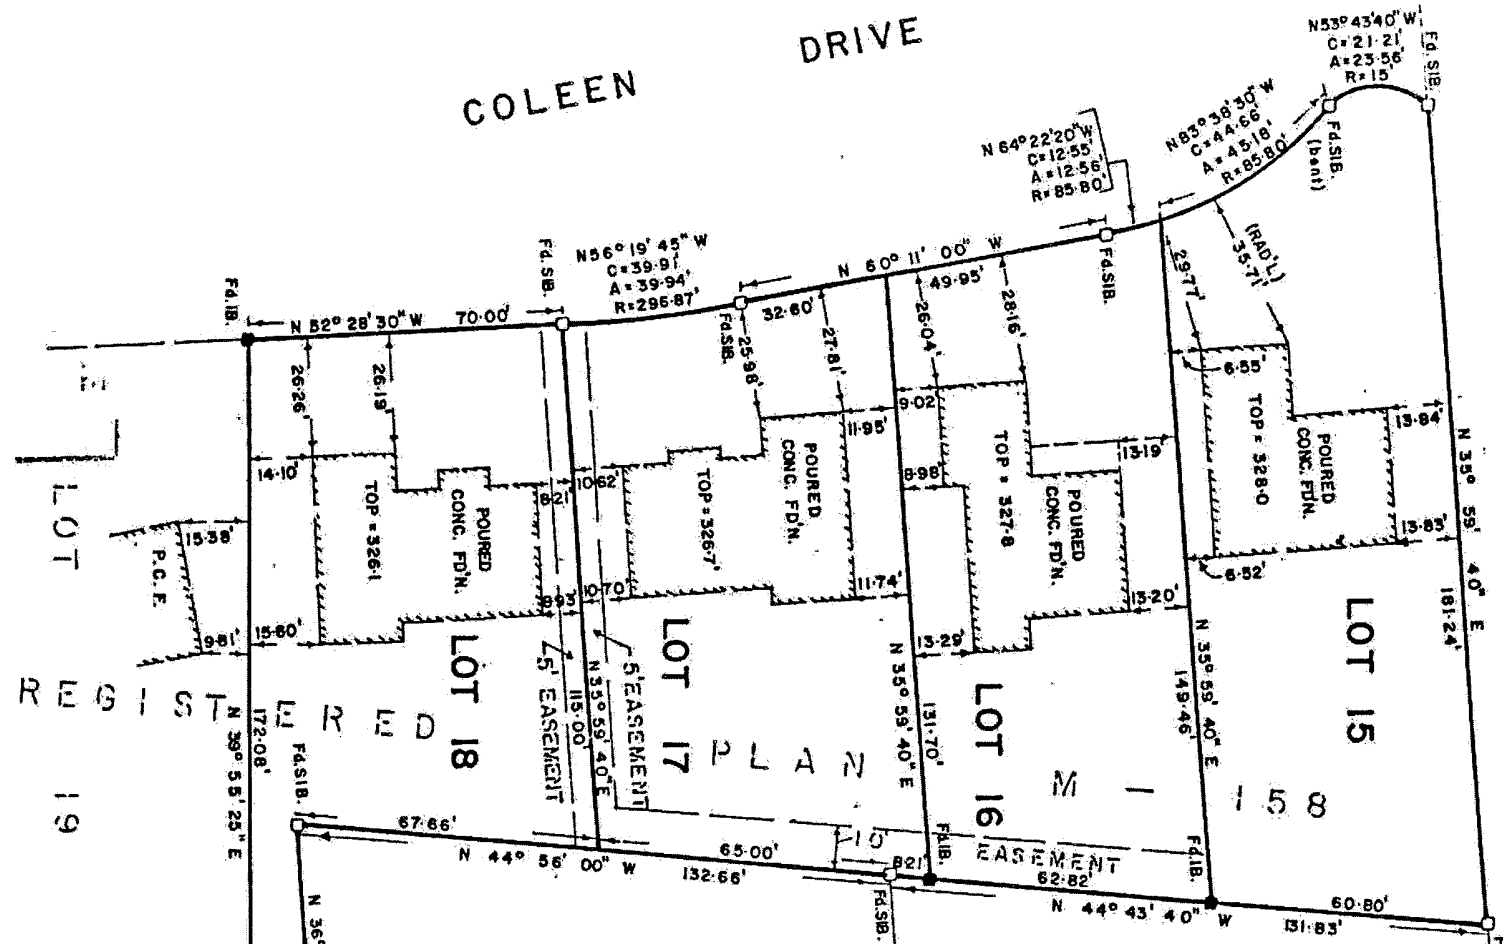 COLEEN DRIVE
N53° 43' 40" W
C=21·21'
A=23·56'
R=15'
Fd. SIB.
N83° 38' 30" W
C=44·66'
A=45·18'
R=85·80'
Fd.SIB.
(bent)
N 64° 22' 20" W
C=12·55'
A=12·56'
R=85·80'
Fd.SIB.
N56° 19' 45" W
C=39·91'
A=39·94'
R=296·87'
Fd. SIB.
Fd.IB.
N 52° 28' 30" W
70·00'
Fd.SIB.
32·60'
N 60° 11' 00" W
49·95'
26·26'
26·19'
25·98'
27·81'
26·04'
28·16'
29·77'
(RAD'L)
35·71'
14·10'
TOP = 326·1
POURED
CONC. FD'N.
8·21'
8·93'
15·60'
15·38'
P.C.F.
9·81'
10·62'
10·70'
TOP = 326·7'
POURED
CONC. FD'N.
11·95'
11·74'
9·02'
8·98'
TOP = 327·8
POURED
CONC. FD'N.
13·19'
13·20'
13·29'
6·55'
6·52'
TOP = 328·0
POURED
CONC. FD'N.
13·84'
13·83'
LOT 19
LOT 18
LOT 17
LOT 16
LOT 15
REGISTERED PLAN M-158
N 39° 55' 25" E
172·08'
5' EASEMENT
115·00'
N 35° 59' 40" E
5' EASEMENT
N 35° 59' 40" E
131·70'
N 35° 59' 40" E
149·46'
N 35° 59' 40" E
181·24'
Fd.SIB.
67·66'
N 44° 56' 00" W
65·00'
132·66'
10'
EASEMENT
8·21'
Fd.IB.
Fd.SIB.
62·82'
Fd.IB.
N 44° 43' 40" W
60·80'
131·83'
N 36°